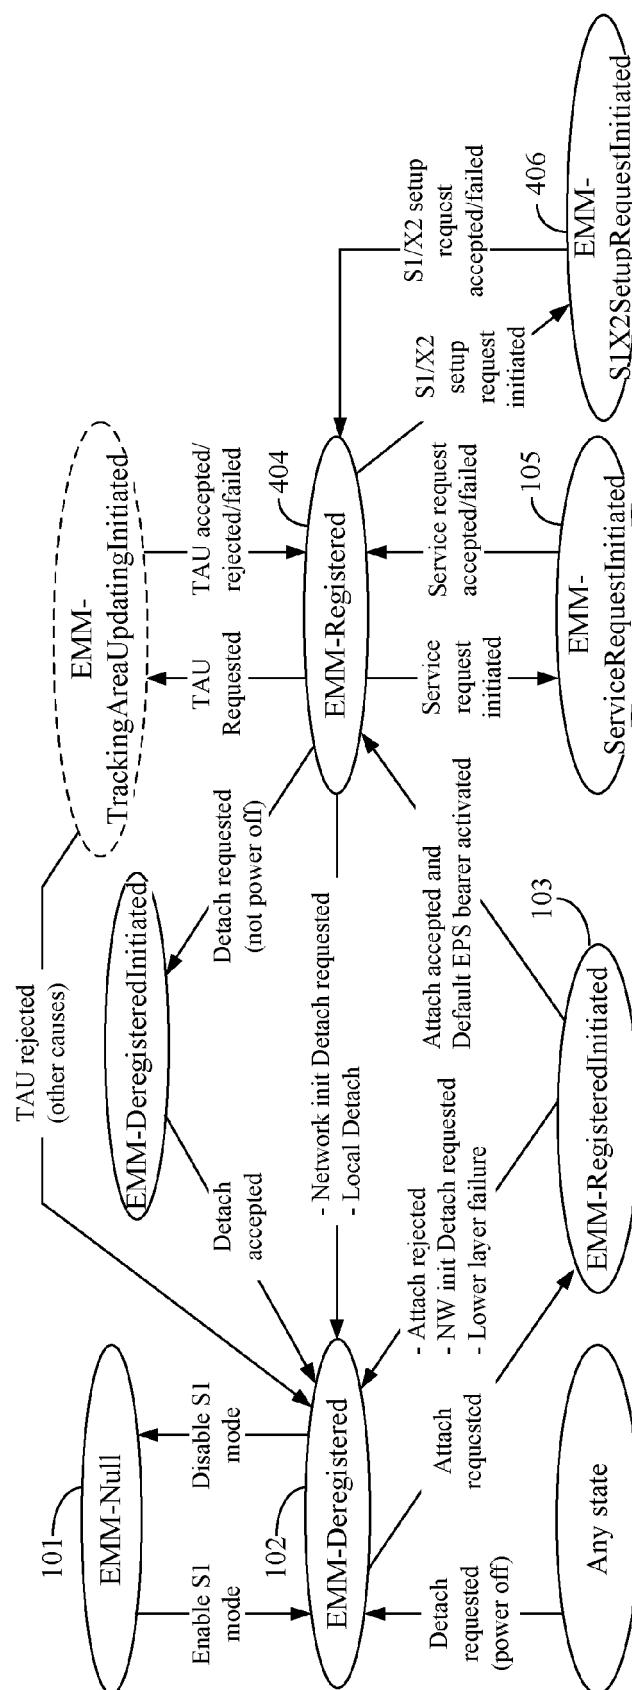 101
EMM-Null
Enable S1
mode
Disable S1
mode
TAU rejected
(other causes)
EMM-
TrackingAreaUpdatingInitiated
EMM-DeregisteredInitiated
Detach
accepted
Detach requested
(not power off)
TAU
Requested
TAU accepted/
rejected/failed
102
EMM-Deregistered
- Network init Detach requested
- Local Detach
EMM-Registered
404
Detach
requested
(power off)
Attach
requested
- Attach rejected
- NW init Detach requested
- Lower layer failure
Attach accepted and
Default EPS bearer activated
Service
request
initiated
Service request
accepted/failed
S1/X2
setup
request
initiated
S1/X2 setup
request
accepted/failed
Any state
103
EMM-RegisteredInitiated
105
EMM-
ServiceRequestInitiated
406
EMM-
S1X2SetupRequestInitiated